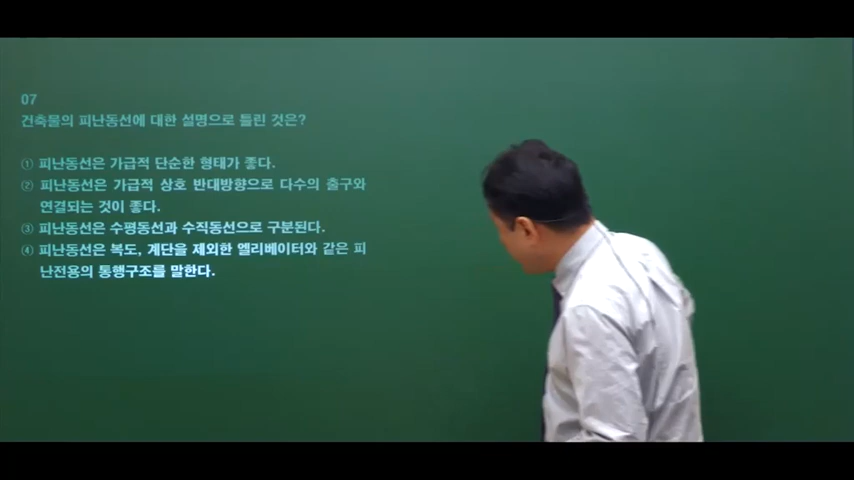 07
건축물의 피난동선에 대한 설명으로 틀린 것은?
① 피난동선은 가급적 단순한 형태가 좋다.
② 피난동선은 가급적 상호 반대방향으로 다수의 출구와
연결되는 것이 좋다.
③ 피난동선은 수평동선과 수직동선으로 구분된다.
④ 피난동선은 복도, 계단을 제외한 엘리베이터와 같은 피
난전용의 통행구조를 말한다.